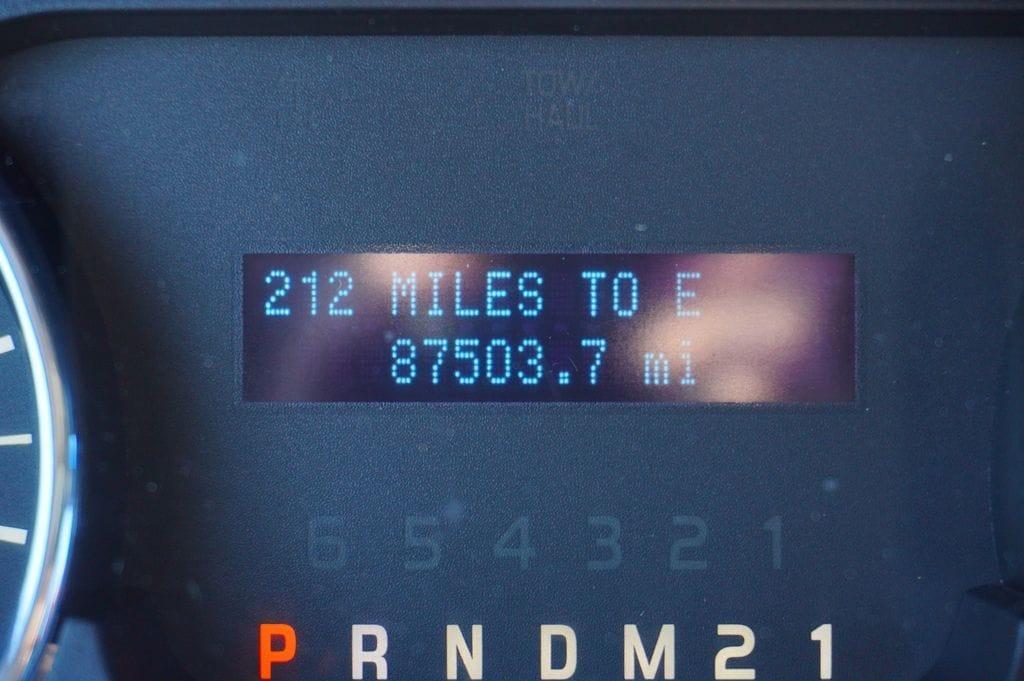 TOW/
HAUL
212 MILES TO E
87503.7 mi
6 5 4 3 2 1
P R N D M 2 1